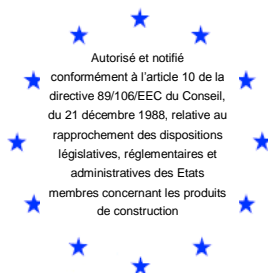 Autorisé et notifié
conformément à l'article 10 de la
directive 89/106/EEC du Conseil,
du 21 décembre 1988, relative au
rapprochement des dispositions
législatives, réglementaires et
administratives des Etats
membres concernant les produits
de construction